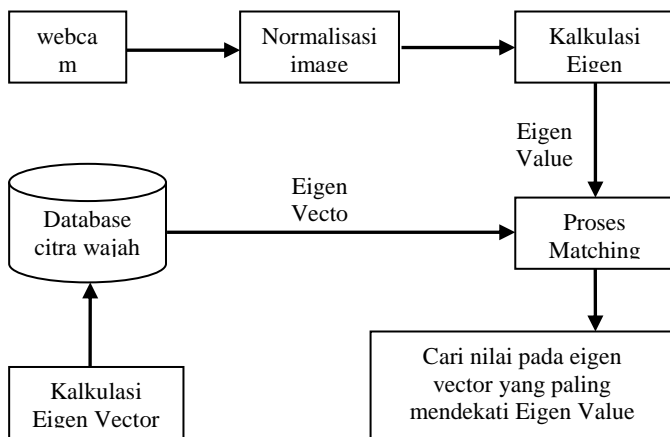 webca
m
Normalisasi
image
Kalkulasi
Eigen
Eigen
Value
Database
citra wajah
Eigen
Vecto
Proses
Matching
Kalkulasi
Eigen Vector
Cari nilai pada eigen
vector yang paling
mendekati Eigen Value